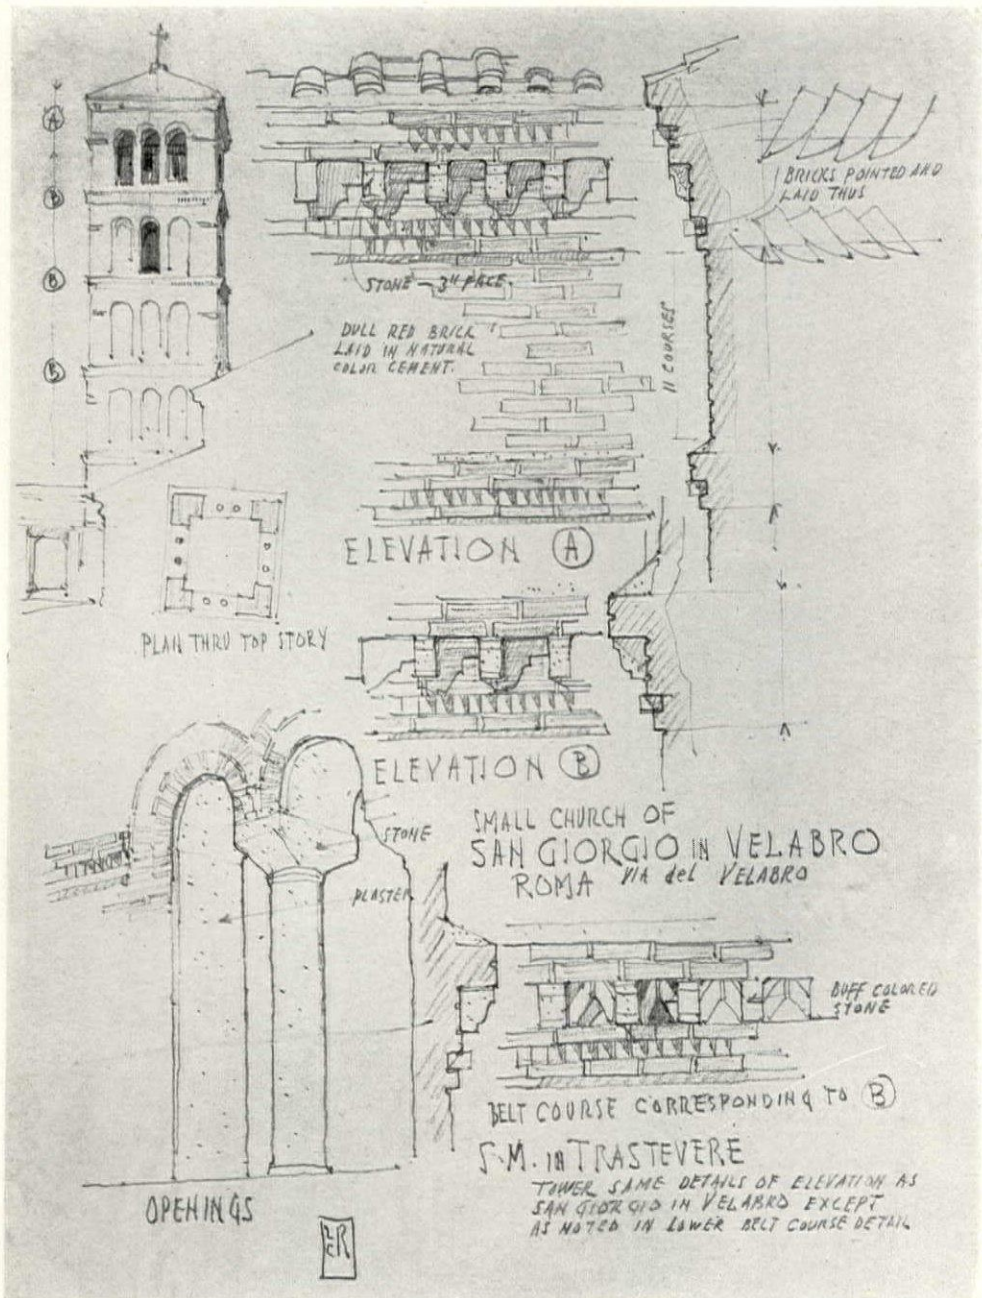 A
B
B
B
BRICKS POINTED AND
LAID THUS
STONE — 3" FACE.
DULL RED BRICK
LAID IN NATURAL
COLOR CEMENT.
11 COURSES
ELEVATION A
PLAN THRU TOP STORY
ELEVATION B
STONE
PLASTER
SMALL CHURCH OF
SAN GIORGIO IN VELABRO
ROMA VIA del VELABRO
BUFF COLORED
STONE
BELT COURSE CORRESPONDING TO B
S.M. IN TRASTEVERE
TOWER SAME DETAILS OF ELEVATION AS
SAN GIORGIO IN VELABRO EXCEPT
AS NOTED IN LOWER BELT COURSE DETAIL
OPENINGS